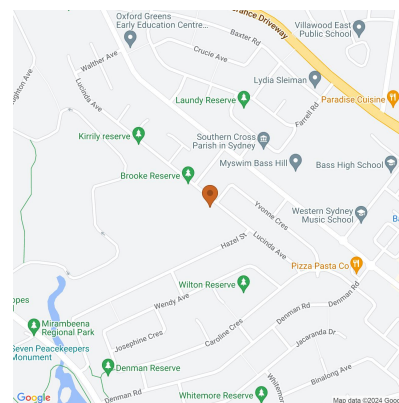 Oxford Greens
Early Education Centre...
rance Driveway
Villawood East
Public School
Baxter Rd
Crucie Ave
Walther Ave
Lydia Sleiman
Lucinda Ave
Laundy Reserve
Paradise Cuisine
Farrell Rd
Kirrily reserve
Southern Cross
Parish in Sydney
Myswim Bass Hill
Bass High School
Brooke Reserve
Yvonne Cres
Western Sydney
Music School
Ba
Hazel St
Lucinda Ave
Pizza Pasta Co
Wilton Reserve
Denman Rd
Wendy Ave
Denman Rd
opes
Mirambeena
Regional Park
Josephine Cres
Caroline Cres
Jacaranda Dr
Seven Peacekeepers
Monument
Denman Reserve
Binalong Ave
Whitemore
Denman Rd
Whitemore Reserve
Google
Map data ©2024 Goog